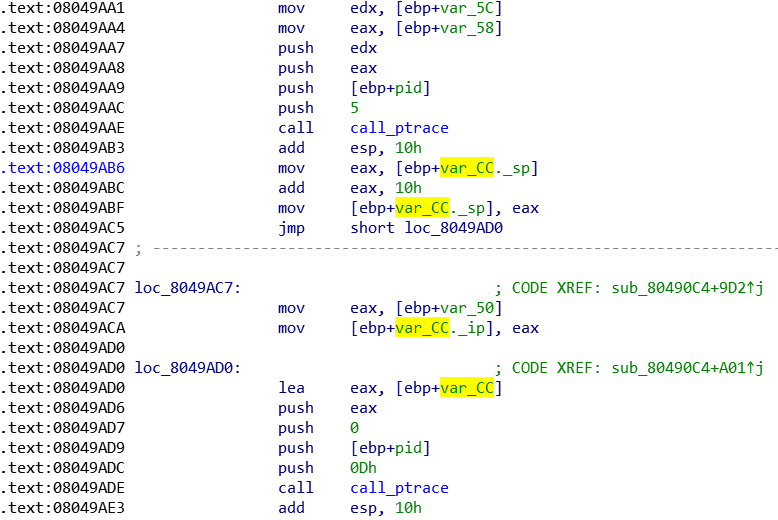 .text:08049AA1 mov edx, [ebp+var_5C]
.text:08049AA4 mov eax, [ebp+var_58]
.text:08049AA7 push edx
.text:08049AA8 push eax
.text:08049AA9 push [ebp+pid]
.text:08049AAC push 5
.text:08049AAE call call_ptrace
.text:08049AB3 add esp, 10h
.text:08049AB6 mov eax, [ebp+var_CC._sp]
.text:08049ABC add eax, 10h
.text:08049ABF mov [ebp+var_CC._sp], eax
.text:08049AC5 jmp short loc_8049AD0
.text:08049AC7 ; ---------------------------------------------------------------------------
.text:08049AC7
.text:08049AC7 loc_8049AC7: ; CODE XREF: sub_80490C4+9D2↑j
.text:08049AC7 mov eax, [ebp+var_50]
.text:08049ACA mov [ebp+var_CC._ip], eax
.text:08049AD0
.text:08049AD0 loc_8049AD0: ; CODE XREF: sub_80490C4+A01↑j
.text:08049AD0 lea eax, [ebp+var_CC]
.text:08049AD6 push eax
.text:08049AD7 push 0
.text:08049AD9 push [ebp+pid]
.text:08049ADC push 0Dh
.text:08049ADE call call_ptrace
.text:08049AE3 add esp, 10h